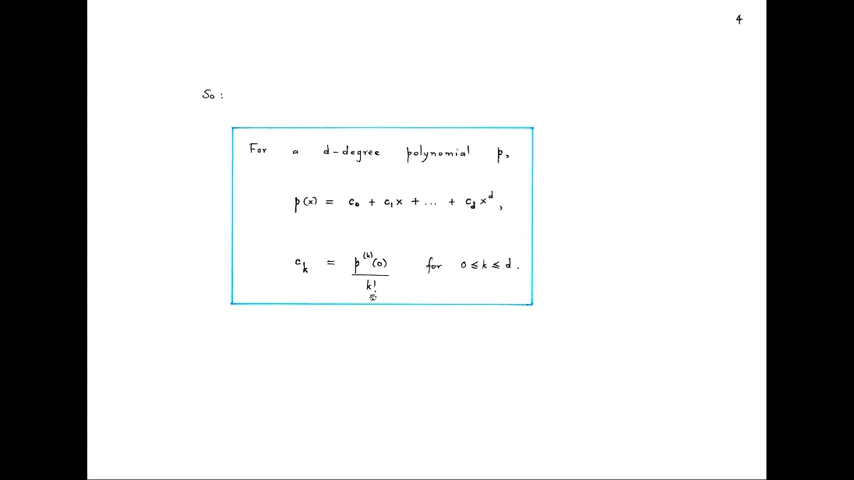 4
So :
For a d-degree polynomial p,
p(x) = c₀ + c₁x + ... + c_d x^d ,
c_k = p^(k)(0) / k! for 0 ≤ k ≤ d .